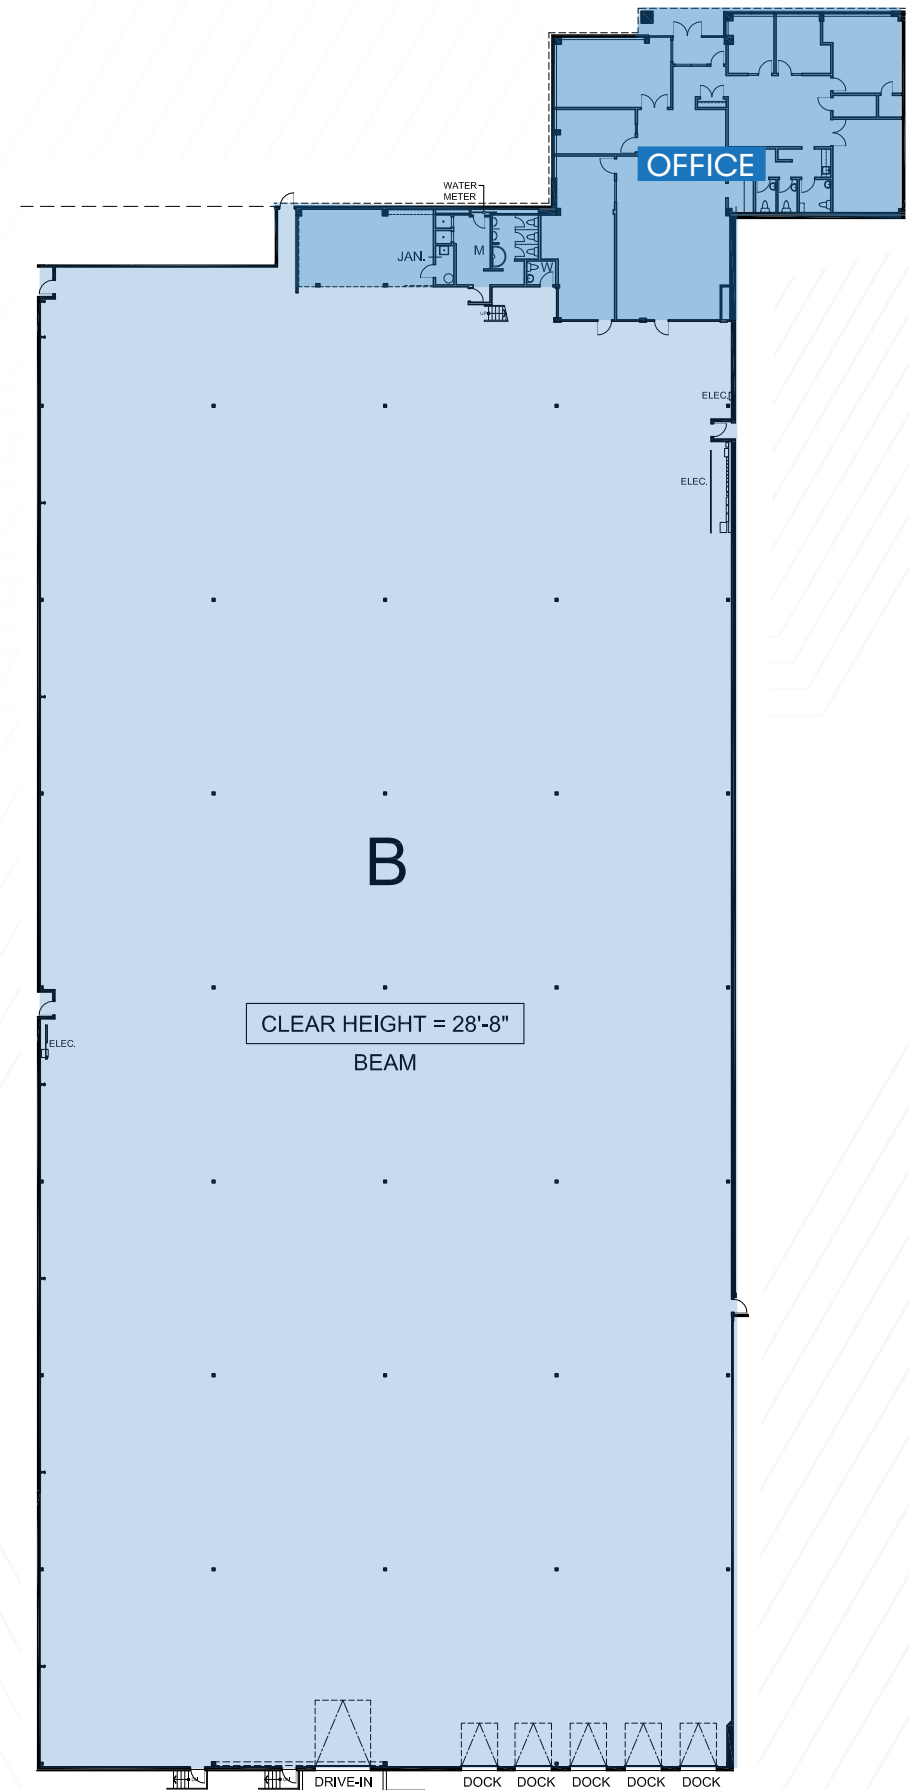 OFFICE
WATER
METER
JAN.
M
W
UP
ELEC.
ELEC.
B
CLEAR HEIGHT = 28'-8"
BEAM
ELEC.
DRIVE-IN
DOCK
DOCK
DOCK
DOCK
DOCK